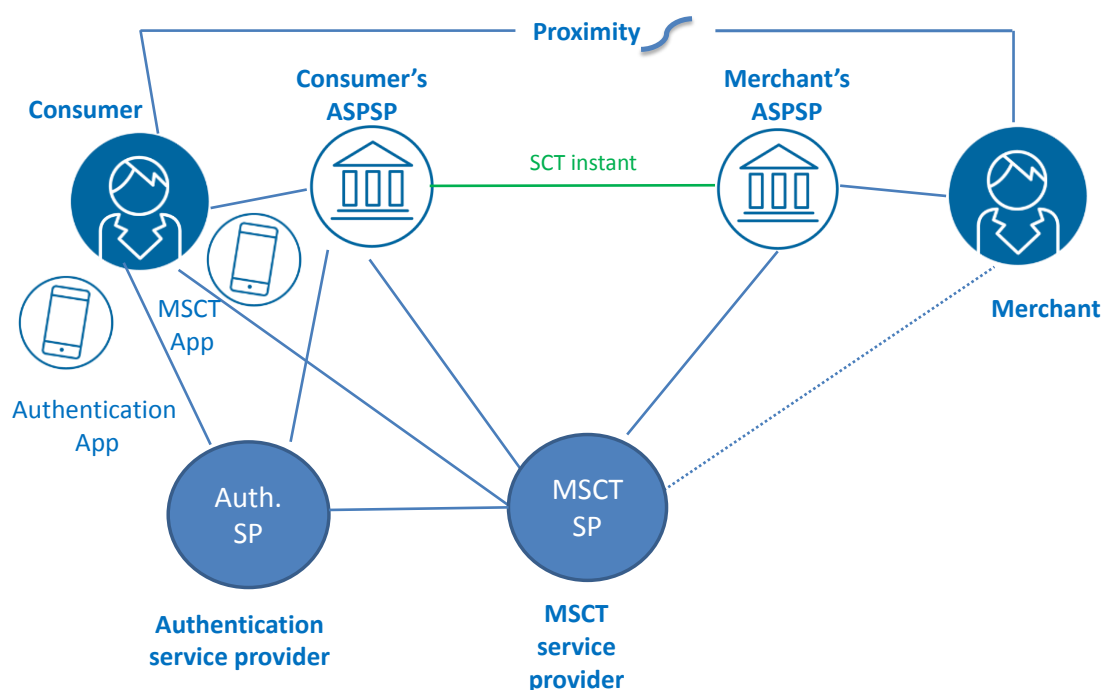 Proximity
Consumer's
ASPSP
Merchant's
ASPSP
Consumer
SCT instant
MSCT
App
Merchant
Authentication
App
Auth.
SP
MSCT
SP
Authentication
service provider
MSCT
service
provider